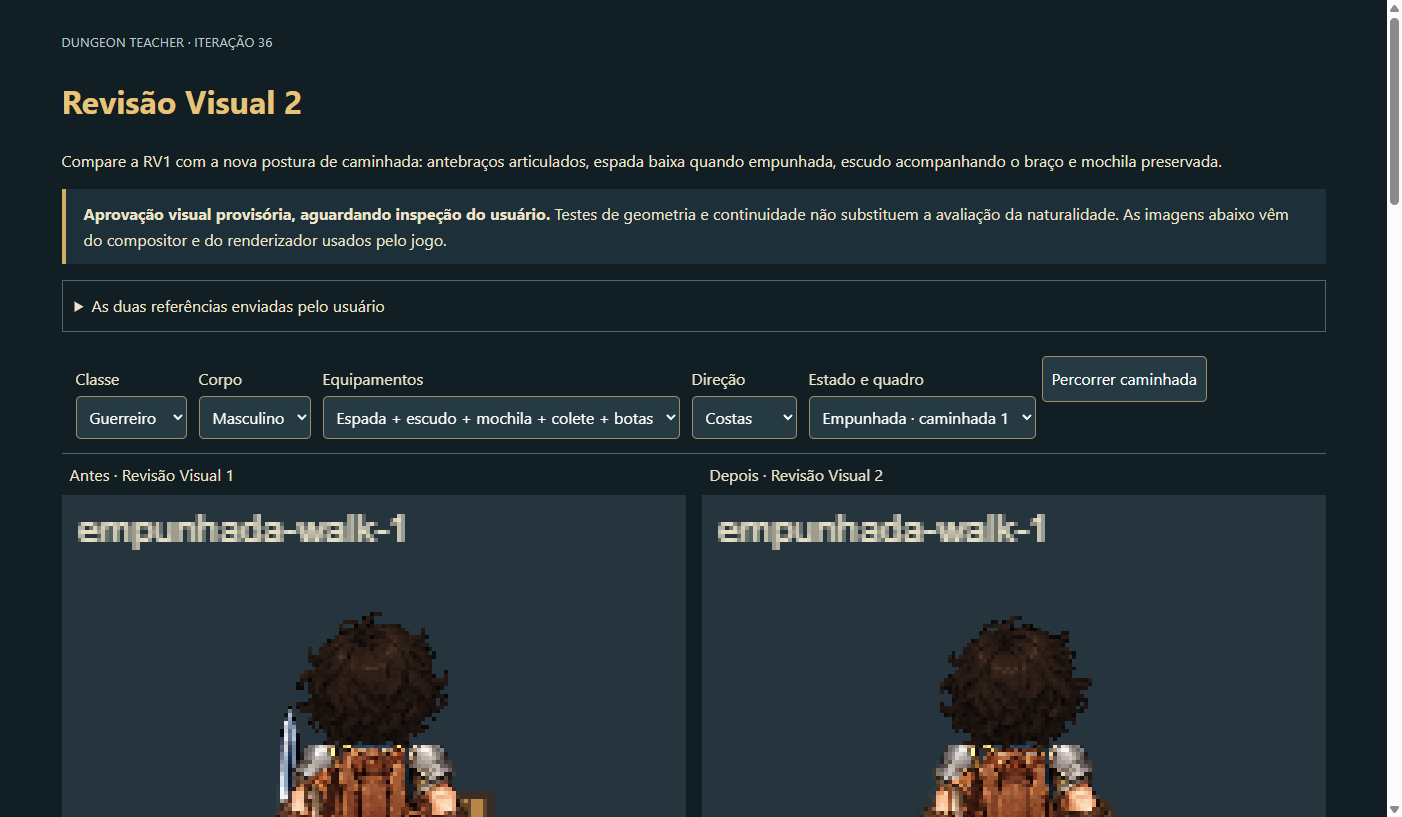 DUNGEON TEACHER · ITERAÇÃO 36
Revisão Visual 2
Compare a RV1 com a nova postura de caminhada: antebraços articulados, espada baixa quando empunhada, escudo acompanhando o braço e mochila preservada.
Aprovação visual provisória, aguardando inspeção do usuário. Testes de geometria e continuidade não substituem a avaliação da naturalidade. As imagens abaixo vêm
do compositor e do renderizador usados pelo jogo.
As duas referências enviadas pelo usuário
Classe Corpo Equipamentos Direção Estado e quadro
Guerreiro Masculino Espada + escudo + mochila + colete + botas Costas Empunhada · caminhada 1 Percorrer caminhada
Antes · Revisão Visual 1 Depois · Revisão Visual 2
empunhada-walk-1 empunhada-walk-1